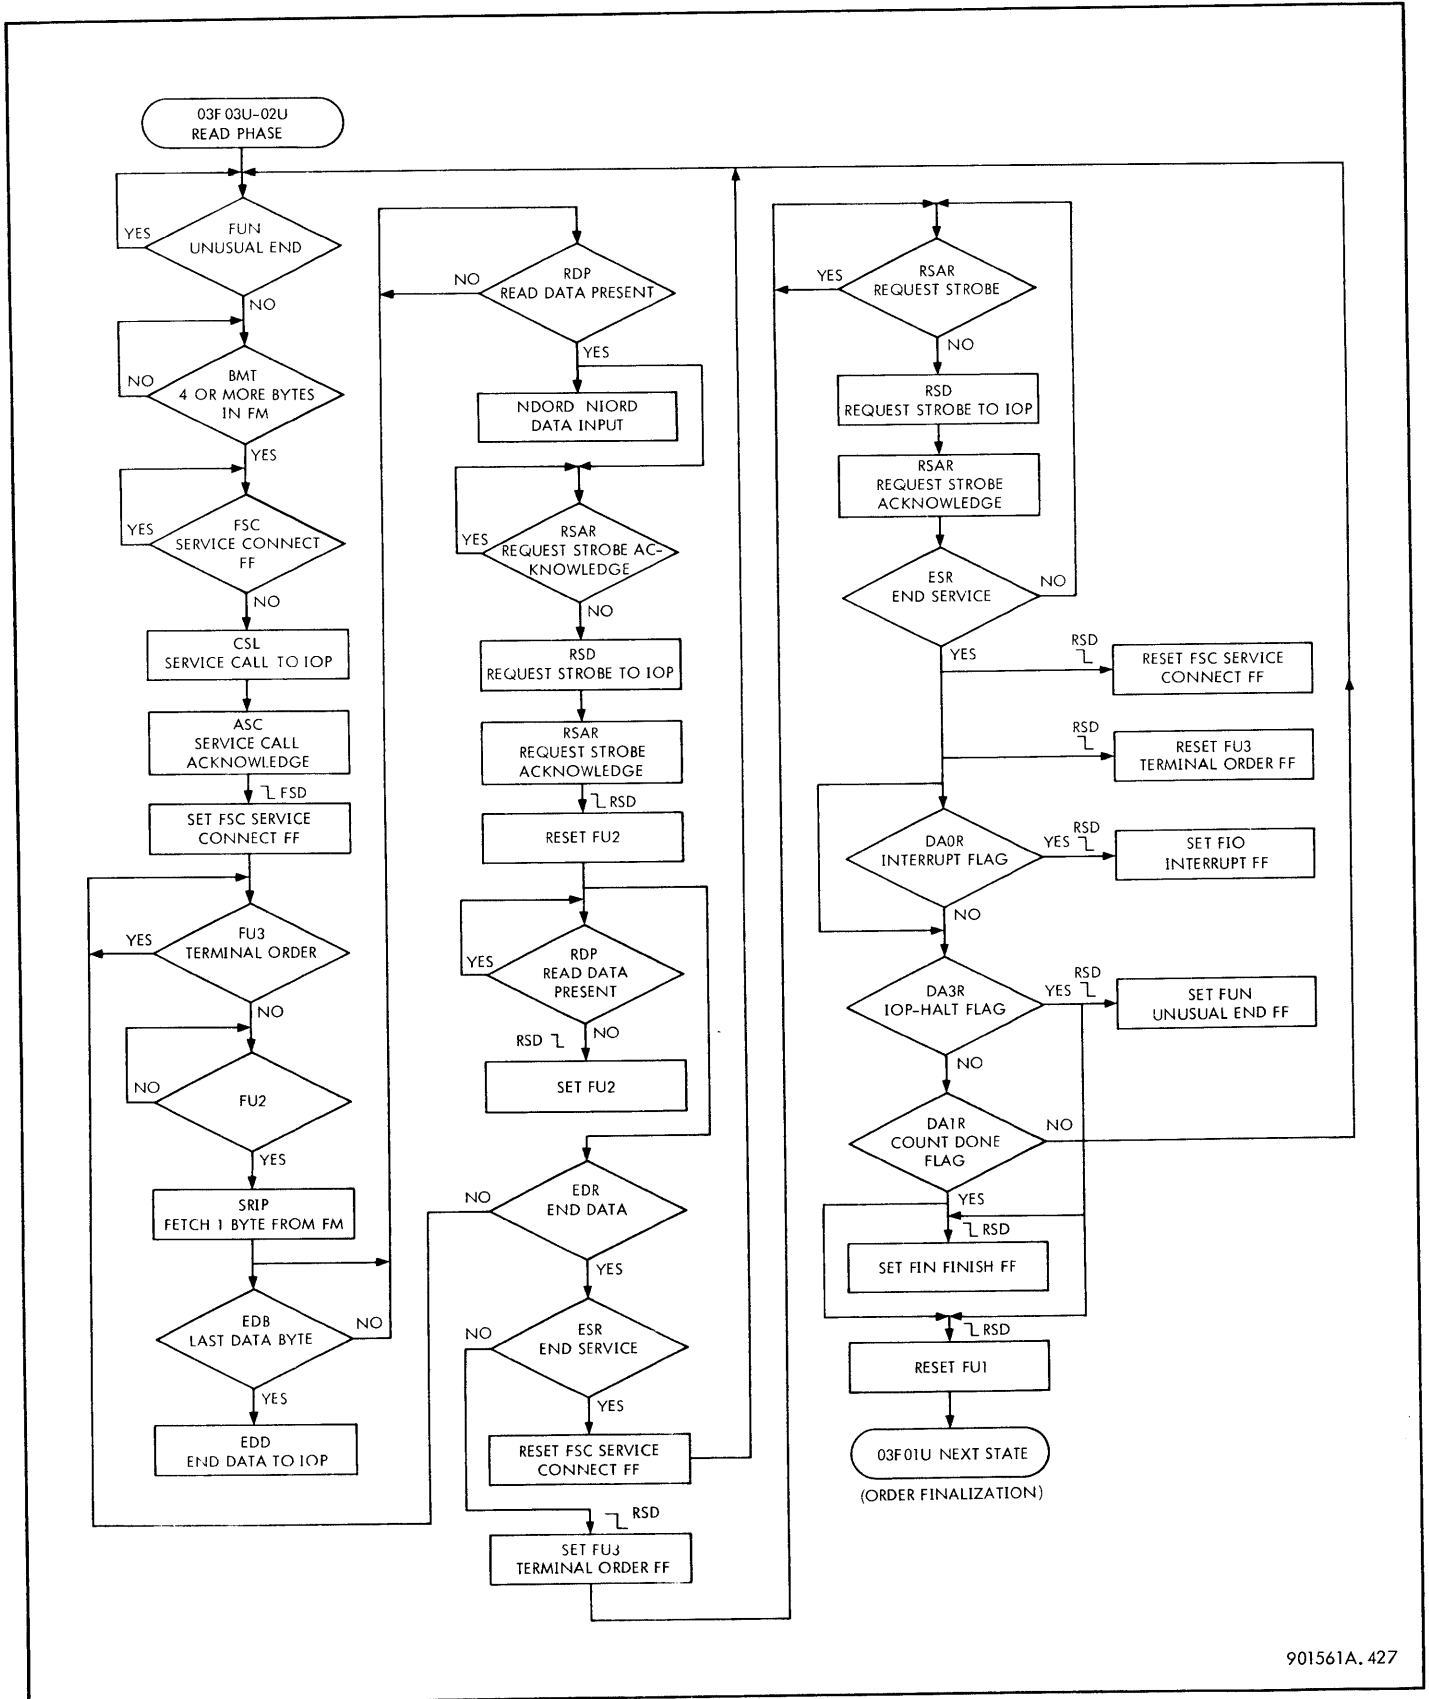 03F 03U-02U
READ PHASE
FUN
UNUSUAL END
YES
NO
BMT
4 OR MORE BYTES
IN FM
NO
YES
FSC
SERVICE CONNECT
FF
YES
NO
CSL
SERVICE CALL TO IOP
ASC
SERVICE CALL
ACKNOWLEDGE
FSD
SET FSC SERVICE
CONNECT FF
FU3
TERMINAL ORDER
YES
NO
FU2
NO
YES
SRIP
FETCH 1 BYTE FROM FM
EDB
LAST DATA BYTE
NO
YES
EDD
END DATA TO IOP
RDP
READ DATA PRESENT
NO
YES
NDORD NIORD
DATA INPUT
RSAR
REQUEST STROBE AC-
KNOWLEDGE
YES
NO
RSD
REQUEST STROBE TO IOP
RSAR
REQUEST STROBE
ACKNOWLEDGE
RSD
RESET FU2
RDP
READ DATA
PRESENT
YES
NO
RSD
SET FU2
EDR
END DATA
NO
YES
ESR
END SERVICE
NO
YES
RESET FSC SERVICE
CONNECT FF
RSD
SET FU3
TERMINAL ORDER FF
RSAR
REQUEST STROBE
YES
NO
RSD
REQUEST STROBE TO IOP
RSAR
REQUEST STROBE
ACKNOWLEDGE
ESR
END SERVICE
NO
YES
RSD
RESET FSC SERVICE
CONNECT FF
RSD
RESET FU3
TERMINAL ORDER FF
DA0R
INTERRUPT FLAG
YES
RSD
SET FIO
INTERRUPT FF
NO
DA3R
IOP-HALT FLAG
YES
RSD
SET FUN
UNUSUAL END FF
NO
DA1R
COUNT DONE
FLAG
NO
YES
RSD
SET FIN FINISH FF
RSD
RESET FU1
03F01U NEXT STATE
(ORDER FINALIZATION)
901561A. 427